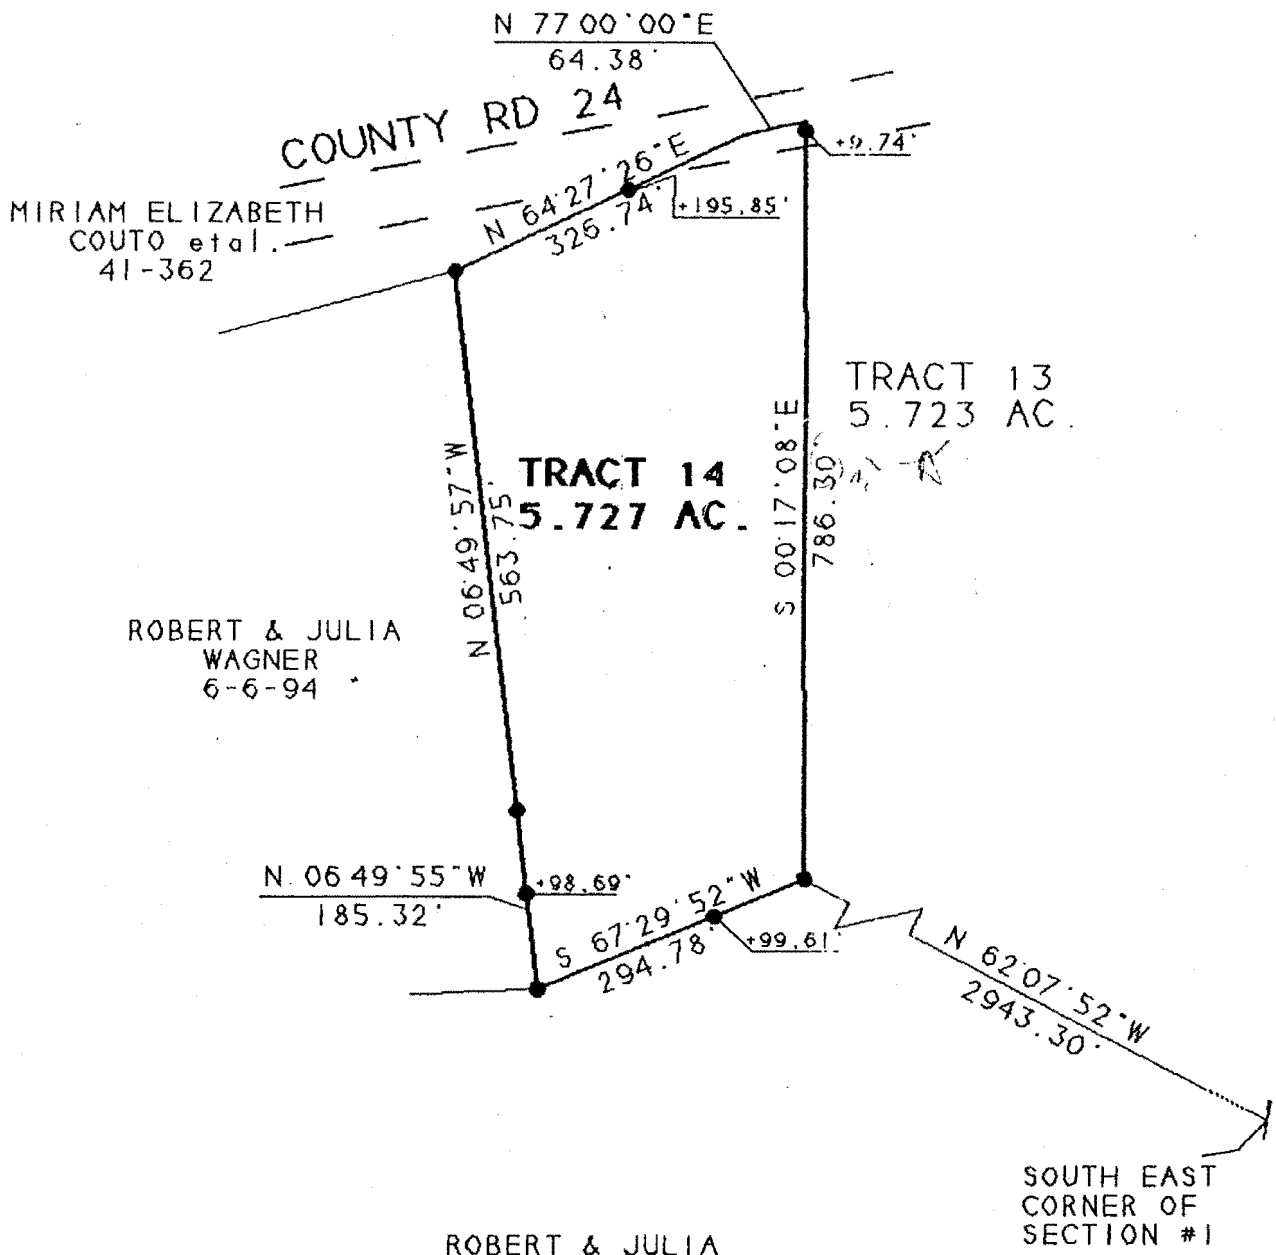 N 77 00'00"E
64.38'
COUNTY RD 24
+9.74'
N 64'27'26"E
326.74'
+195.85'
MIRIAM ELIZABETH
COUTO etal.
41-362
TRACT 13
5.723 AC.
S 00'17'08"E
786.30'
TRACT 14
5.727 AC.
N 06'49'57"W
563.75'
ROBERT & JULIA
WAGNER
6-6-94
N 06 49'55"W
185.32'
+98.69'
S 67'29'52"W
294.78'
+99.61'
N 62'07'52"W
2943.30'
SOUTH EAST
CORNER OF
SECTION #1
ROBERT & JULIA